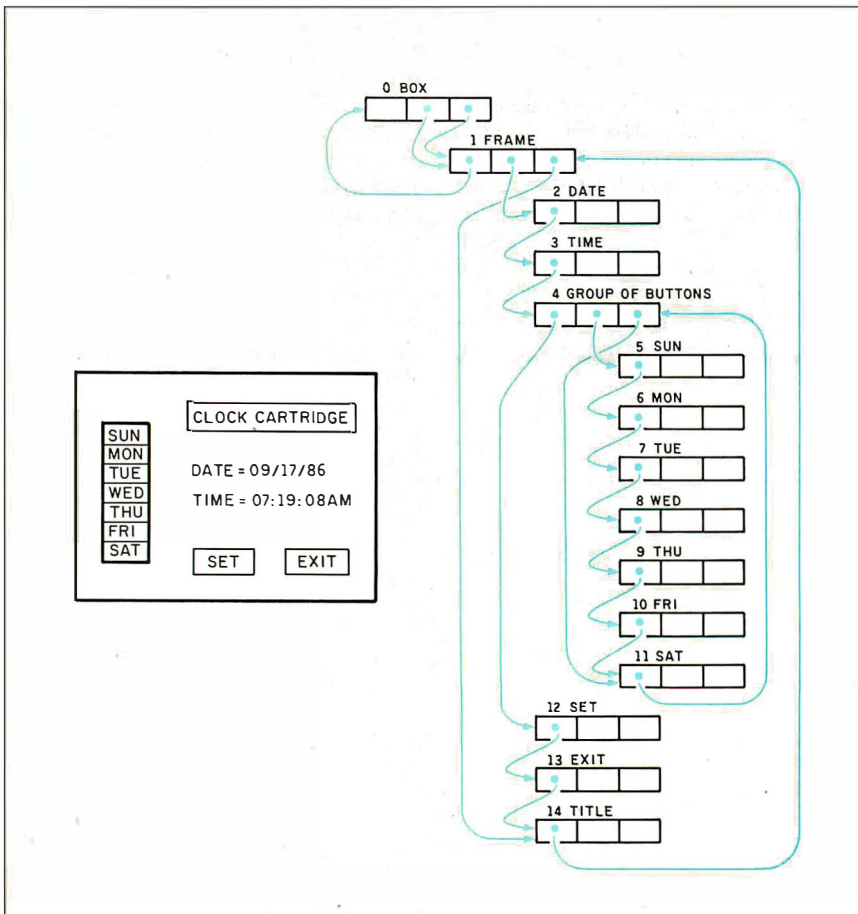 0 BOX
1 FRAME
2 DATE
3 TIME
4 GROUP OF BUTTONS
5 SUN
6 MON
7 TUE
8 WED
9 THU
10 FRI
11 SAT
12 SET
13 EXIT
14 TITLE
CLOCK CARTRIDGE
SUN
MON
TUE
WED
THU
FRI
SAT
DATE = 09/17/86
TIME = 07:19:08AM
SET
EXIT